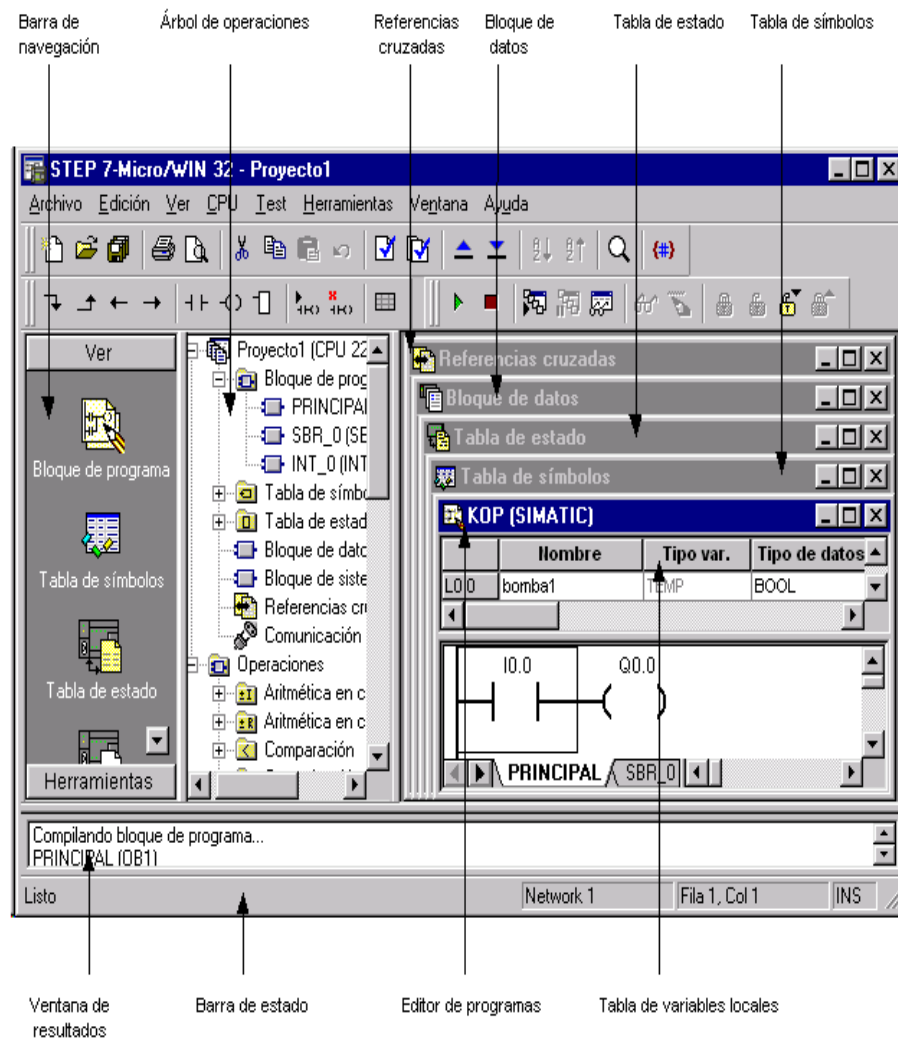 Barra de
navegación
Árbol de operaciones
Referencias
cruzadas
Bloque de
datos
Tabla de estado
Tabla de símbolos
STEP 7-Micro/WIN 32 - Proyecto1
Archivo Edición Ver CPU Test Herramientas Ventana Ayuda
Ver
Bloque de programa
Tabla de símbolos
Tabla de estado
Herramientas
Proyecto1 (CPU 22
Bloque de prog
PRINCIPAL
SBR_0 (SE
INT_0 (INT
Tabla de símbo
Tabla de estad
Bloque de dato
Bloque de siste
Referencias cru
Comunicación
Operaciones
Aritmética en c
Aritmética en c
Comparación
Referencias cruzadas
Bloque de datos
Tabla de estado
Tabla de símbolos
KOP (SIMATIC)
Nombre Tipo var. Tipo de datos
L0.0 bomba1 TEMP BOOL
I0.0 Q0.0
PRINCIPAL SBR_0
Compilando bloque de programa...
PRINCIPAL (OB1)
Listo Network 1 Fila 1, Col 1 INS
Ventana de
resultados
Barra de estado
Editor de programas
Tabla de variables locales